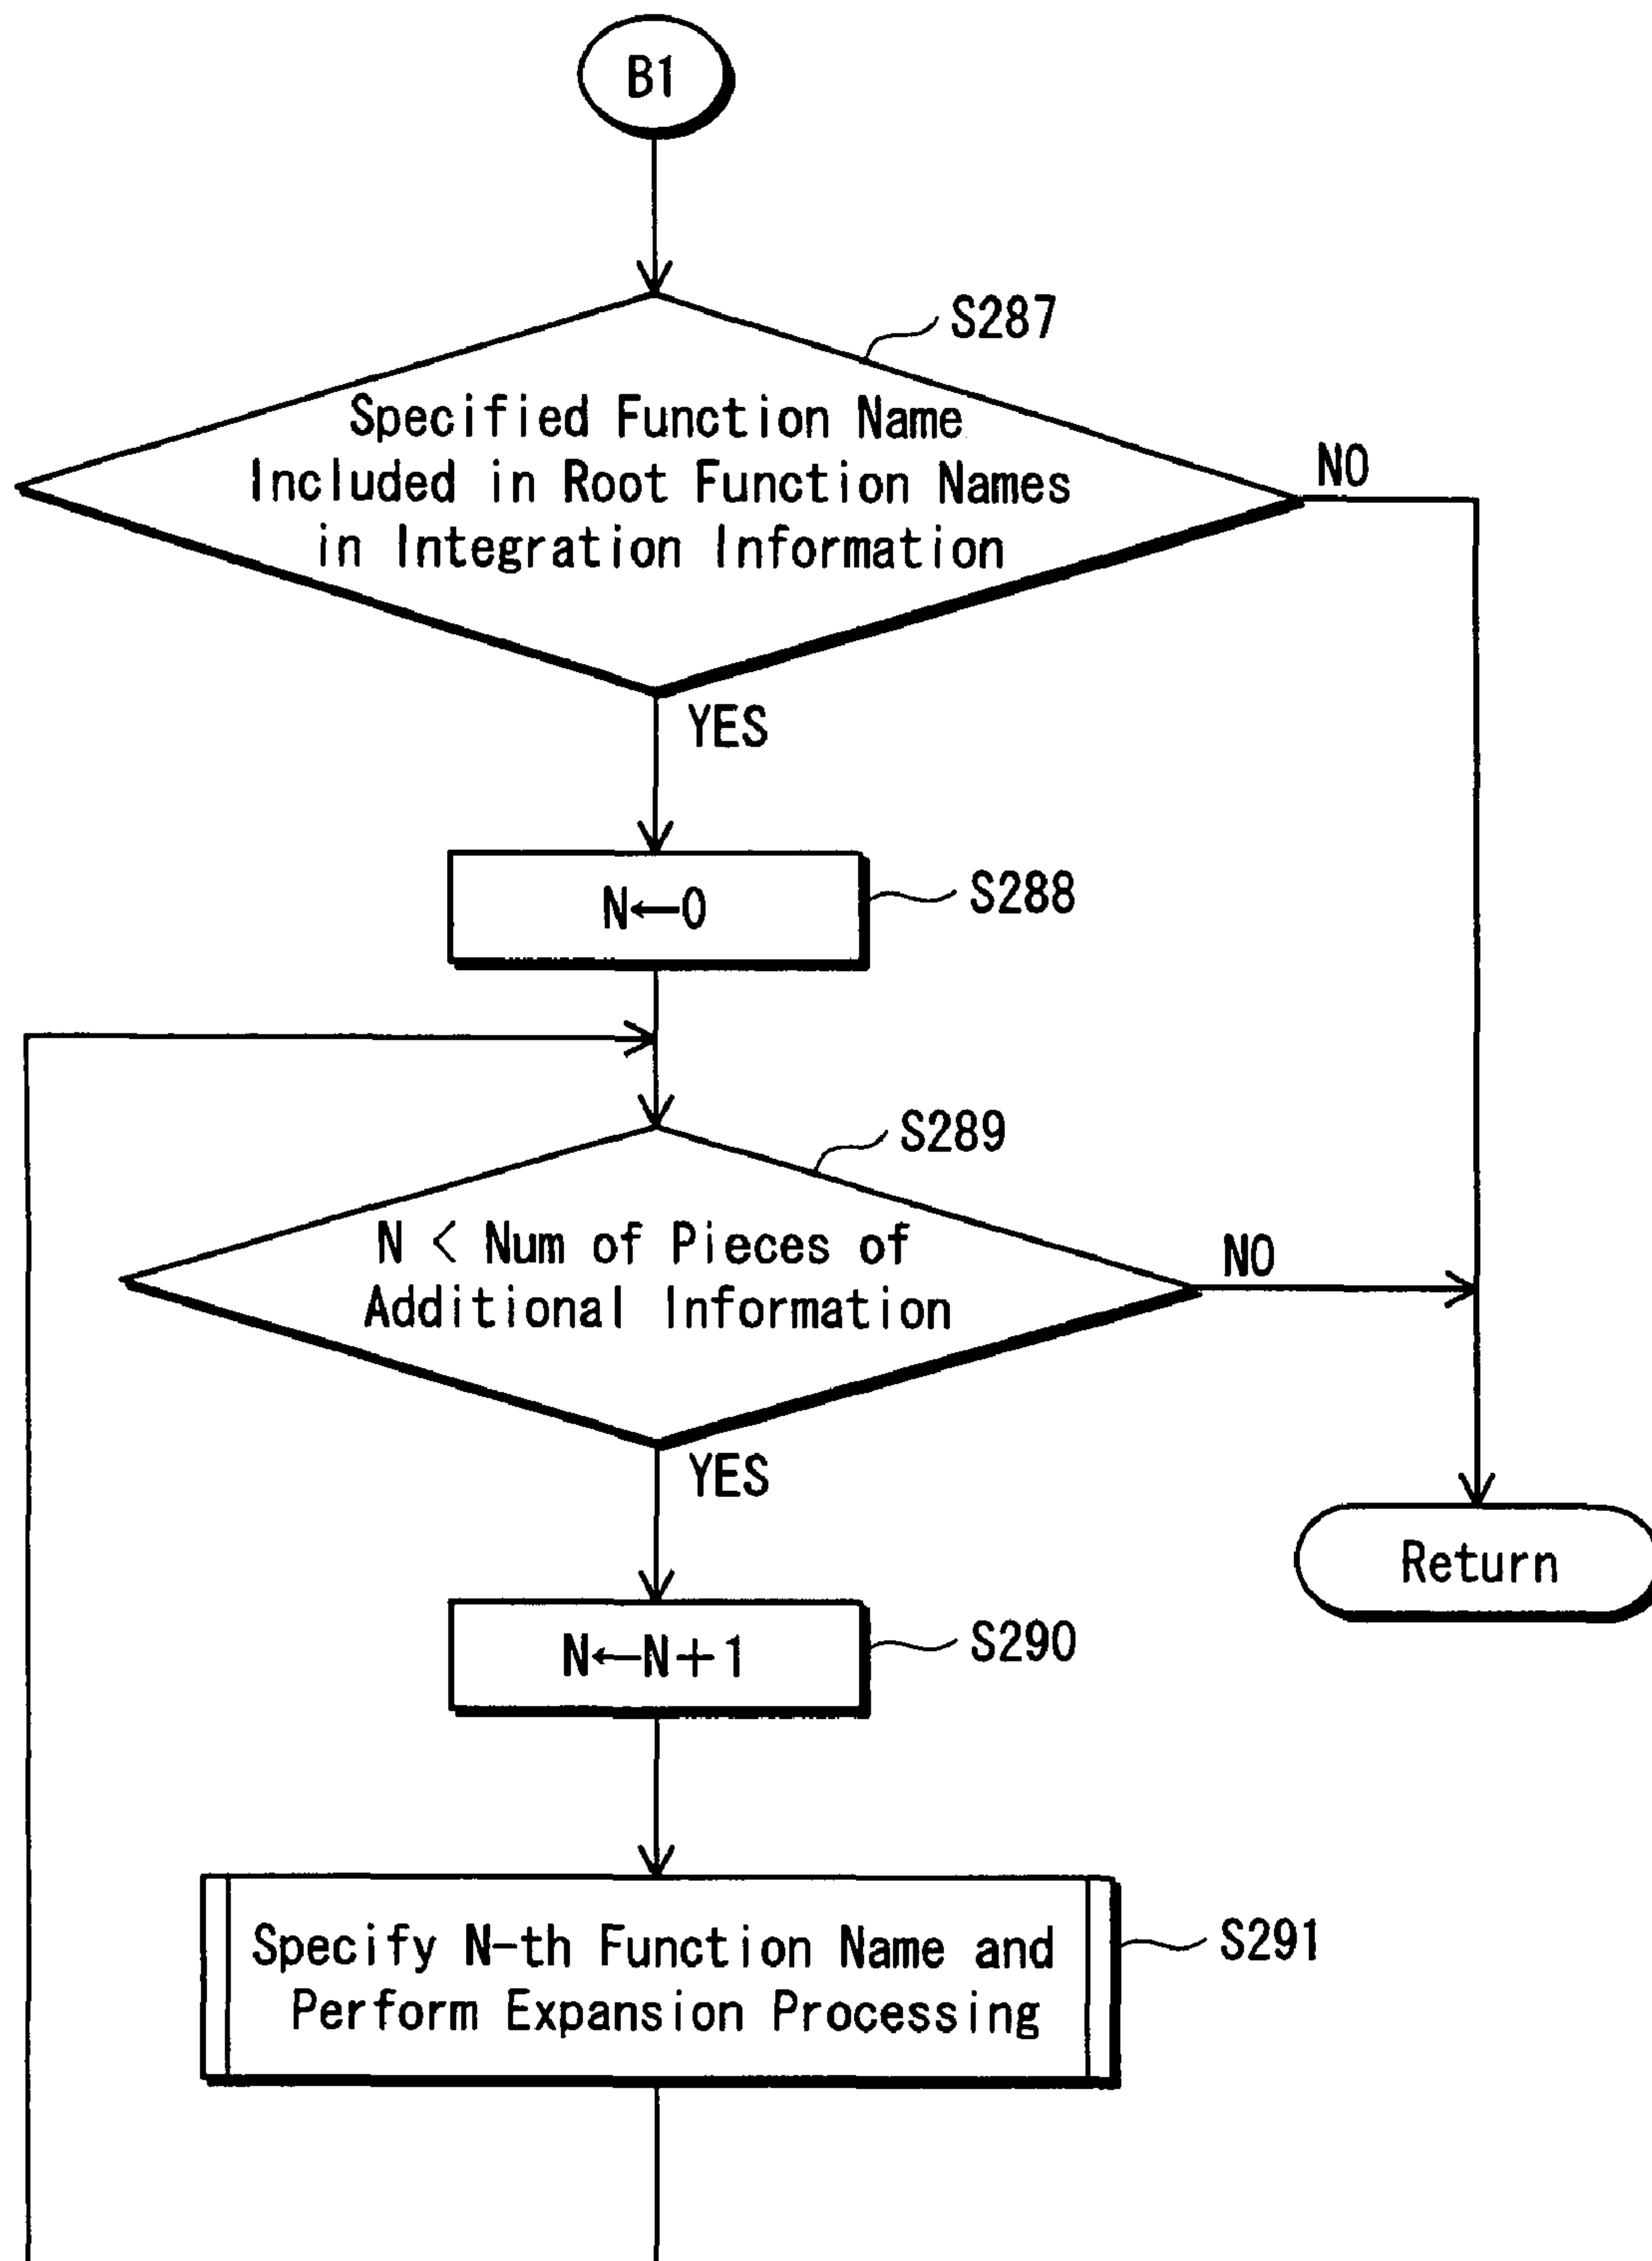 B1
S287
Specified Function Name
Included in Root Function Names
in Integration Information
NO
YES
N←0
S288
S289
N < Num of Pieces of
Additional Information
NO
YES
Return
N←N+1
S290
Specify N-th Function Name and
Perform Expansion Processing
S291